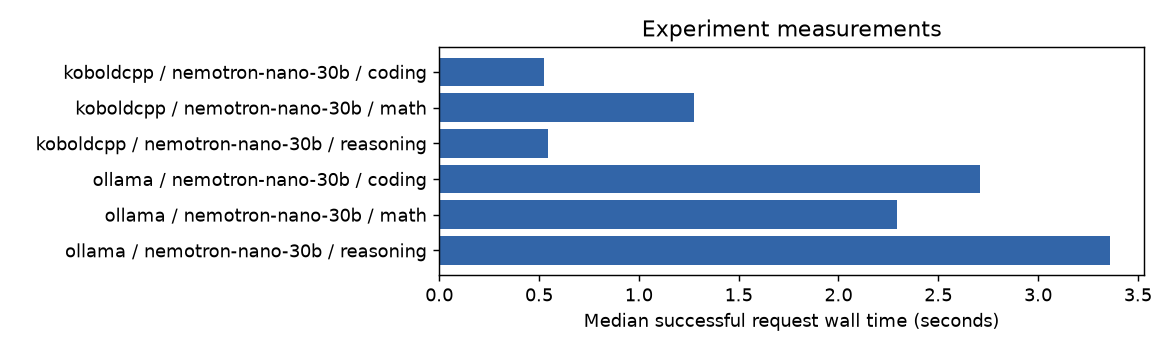 Experiment measurements
koboldcpp / nemotron-nano-30b / coding
koboldcpp / nemotron-nano-30b / math
koboldcpp / nemotron-nano-30b / reasoning
ollama / nemotron-nano-30b / coding
ollama / nemotron-nano-30b / math
ollama / nemotron-nano-30b / reasoning
0.0 0.5 1.0 1.5 2.0 2.5 3.0 3.5
Median successful request wall time (seconds)